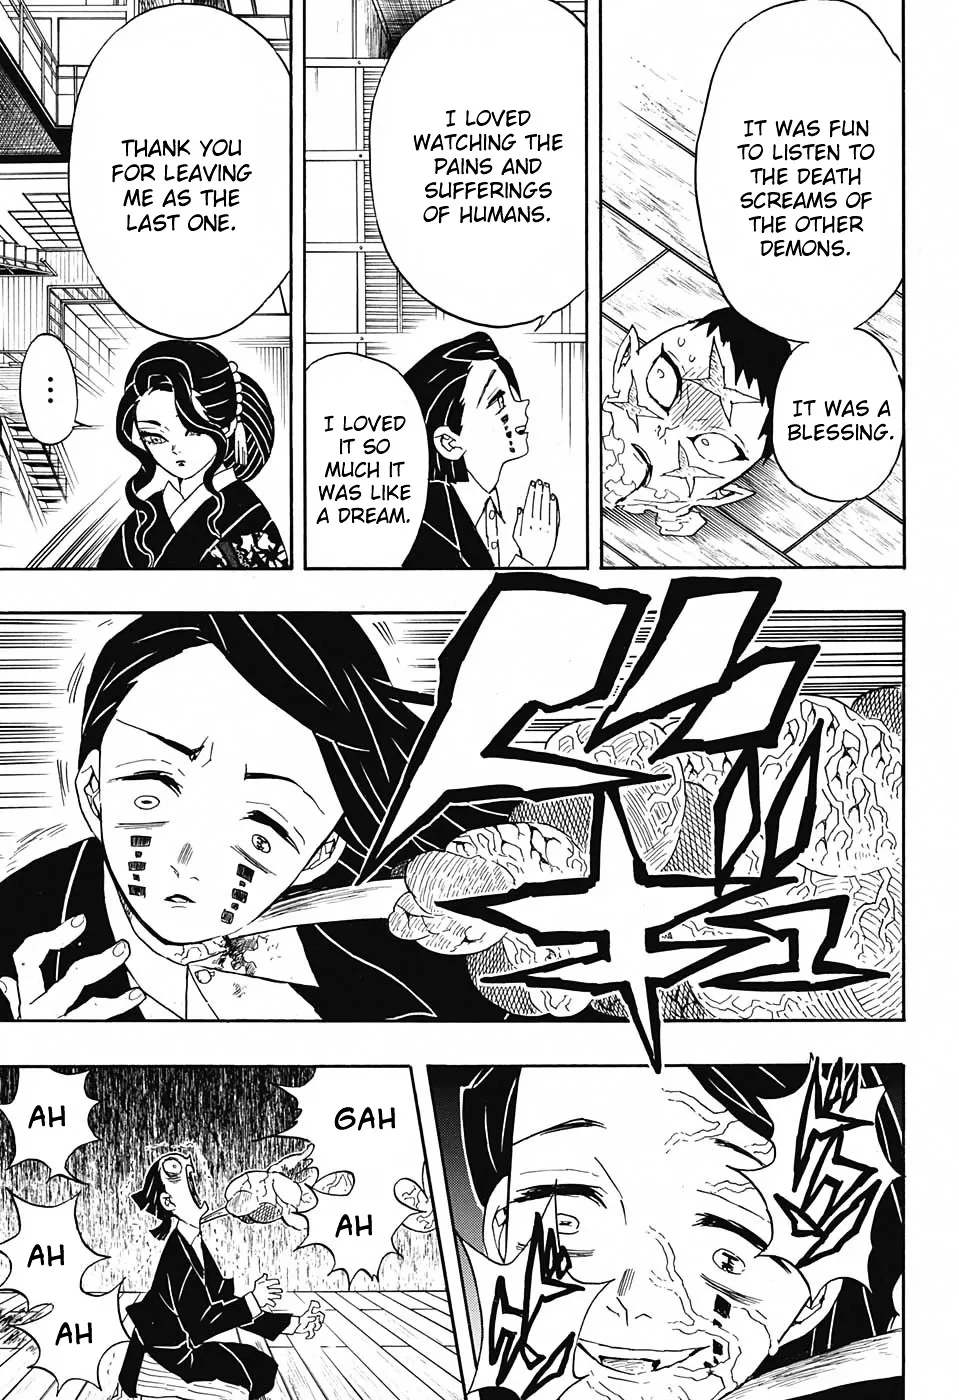 IT WAS FUN
TO LISTEN TO
THE DEATH
SCREAMS OF
THE OTHER
DEMONS.
IT WAS A
BLESSING.
I LOVED
WATCHING THE
PAINS AND
SUFFERINGS
OF HUMANS.
I LOVED
IT SO
MUCH IT
WAS LIKE
A DREAM.
THANK YOU
FOR LEAVING
ME AS THE
LAST ONE.
...
GAH
AH
AH
AH
AH